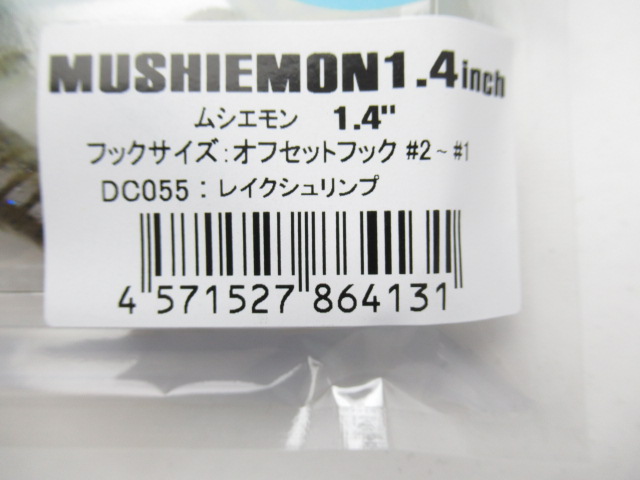 MUSHIEMON1.4inch
ムシエモン 1.4"
フックサイズ:オフセットフック #2~#1
DC055:レイクシュリンプ
4 571527 864131